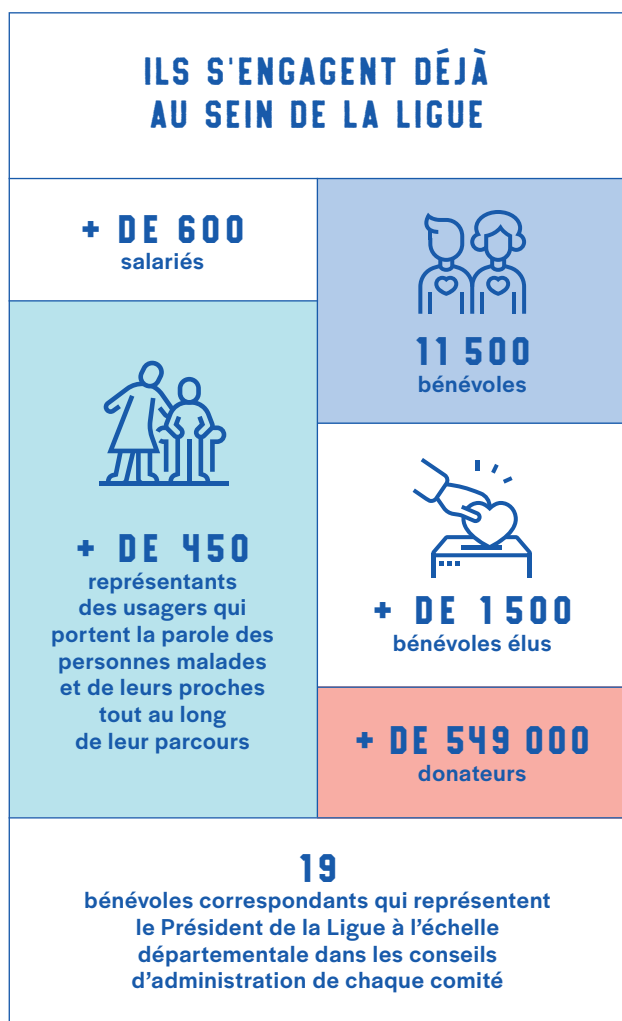 ILS S'ENGAGENT DÉJÀ
AU SEIN DE LA LIGUE
+ DE 600
salariés
11 500
bénévoles
+ DE 450
représentants
des usagers qui
portent la parole des
personnes malades
et de leurs proches
tout au long
de leur parcours
+ DE 1 500
bénévoles élus
+ DE 549 000
donateurs
19
bénévoles correspondants qui représentent
le Président de la Ligue à l’échelle
départementale dans les conseils
d’administration de chaque comité